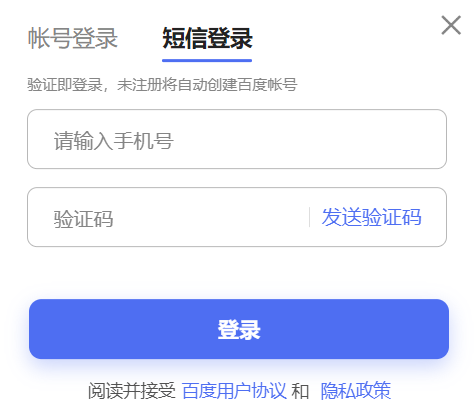 帐号登录 短信登录
验证即登录，未注册将自动创建百度帐号
请输入手机号
验证码 发送验证码
登录
阅读并接受 百度用户协议 和 隐私政策